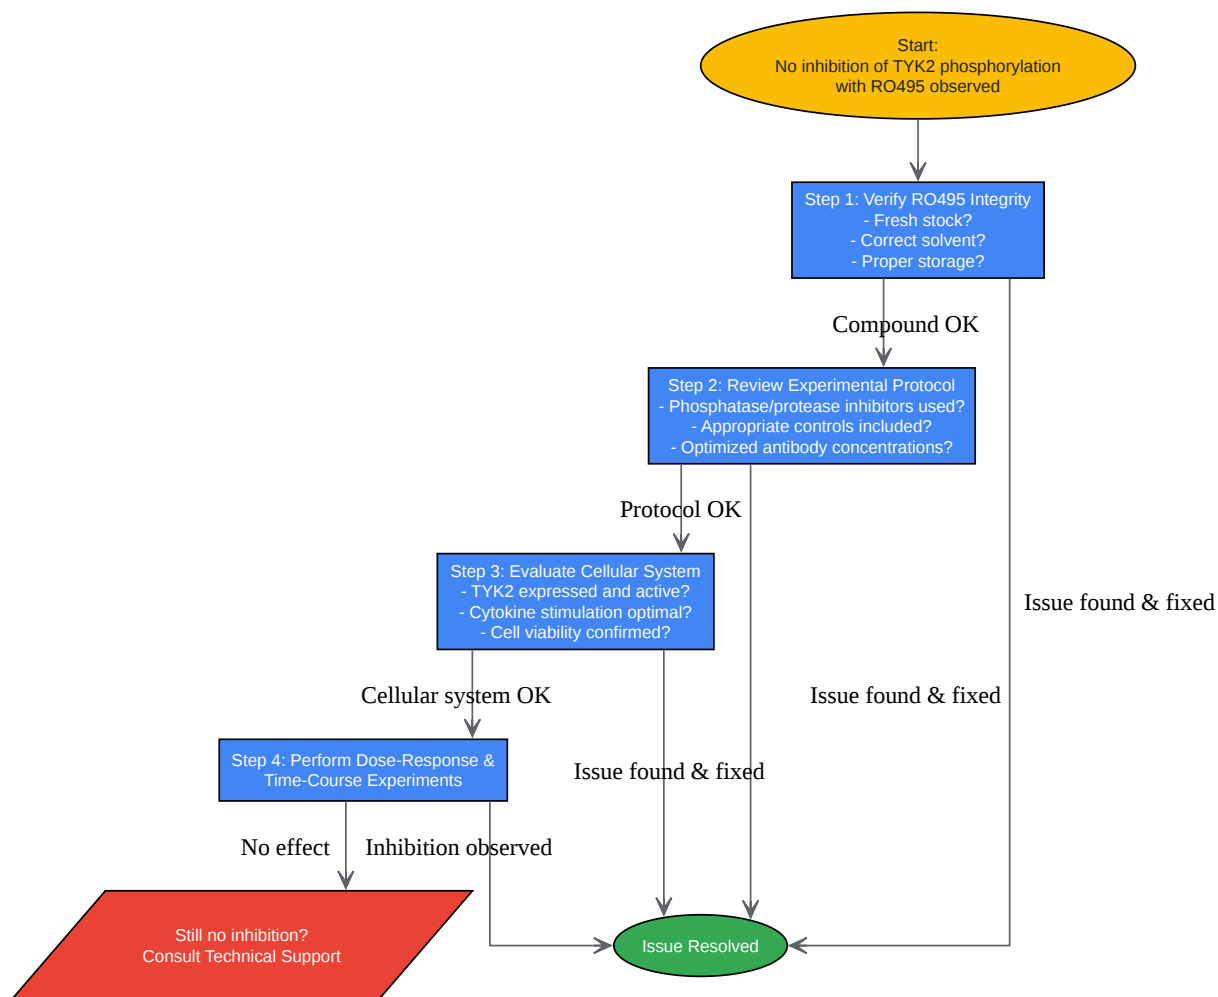 Start:
No inhibition of TYK2 phosphorylation
with RO495 observed
Step 1: Verify RO495 Integrity
- Fresh stock?
- Correct solvent?
- Proper storage?
Compound OK
Step 2: Review Experimental Protocol
- Phosphatase/protease inhibitors used?
- Appropriate controls included?
- Optimized antibody concentrations?
Protocol OK
Step 3: Evaluate Cellular System
- TYK2 expressed and active?
- Cytokine stimulation optimal?
- Cell viability confirmed?
Issue found & fixed
Cellular system OK
Issue found & fixed
Step 4: Perform Dose-Response &
Time-Course Experiments
Issue found & fixed
No effect
Inhibition observed
Still no inhibition?
Consult Technical Support
Issue Resolved